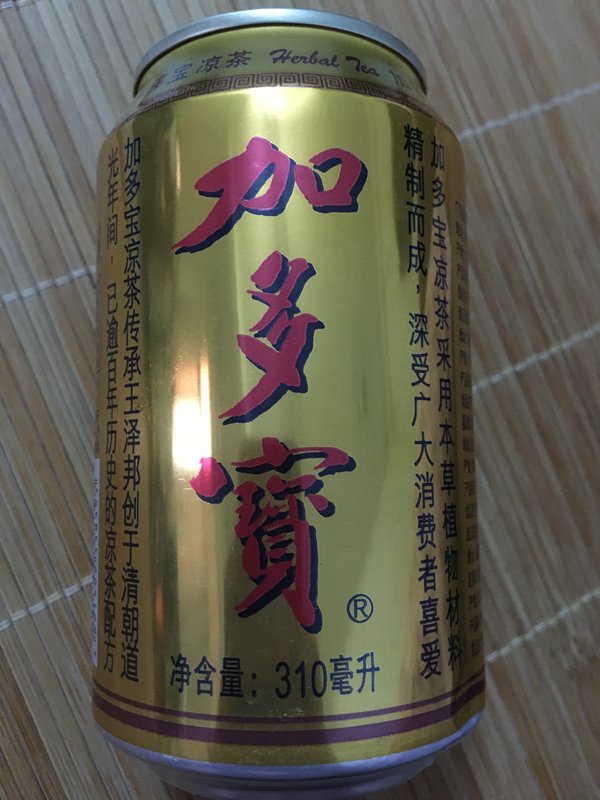 宝凉茶 Herbal Tea
加多寶®
净含量：310毫升
加多宝凉茶采用本草植物材料
精制而成，深受广大消费者喜爱
加多宝凉茶传承王泽邦创于清朝道
光年间，已逾百年历史的凉茶配方